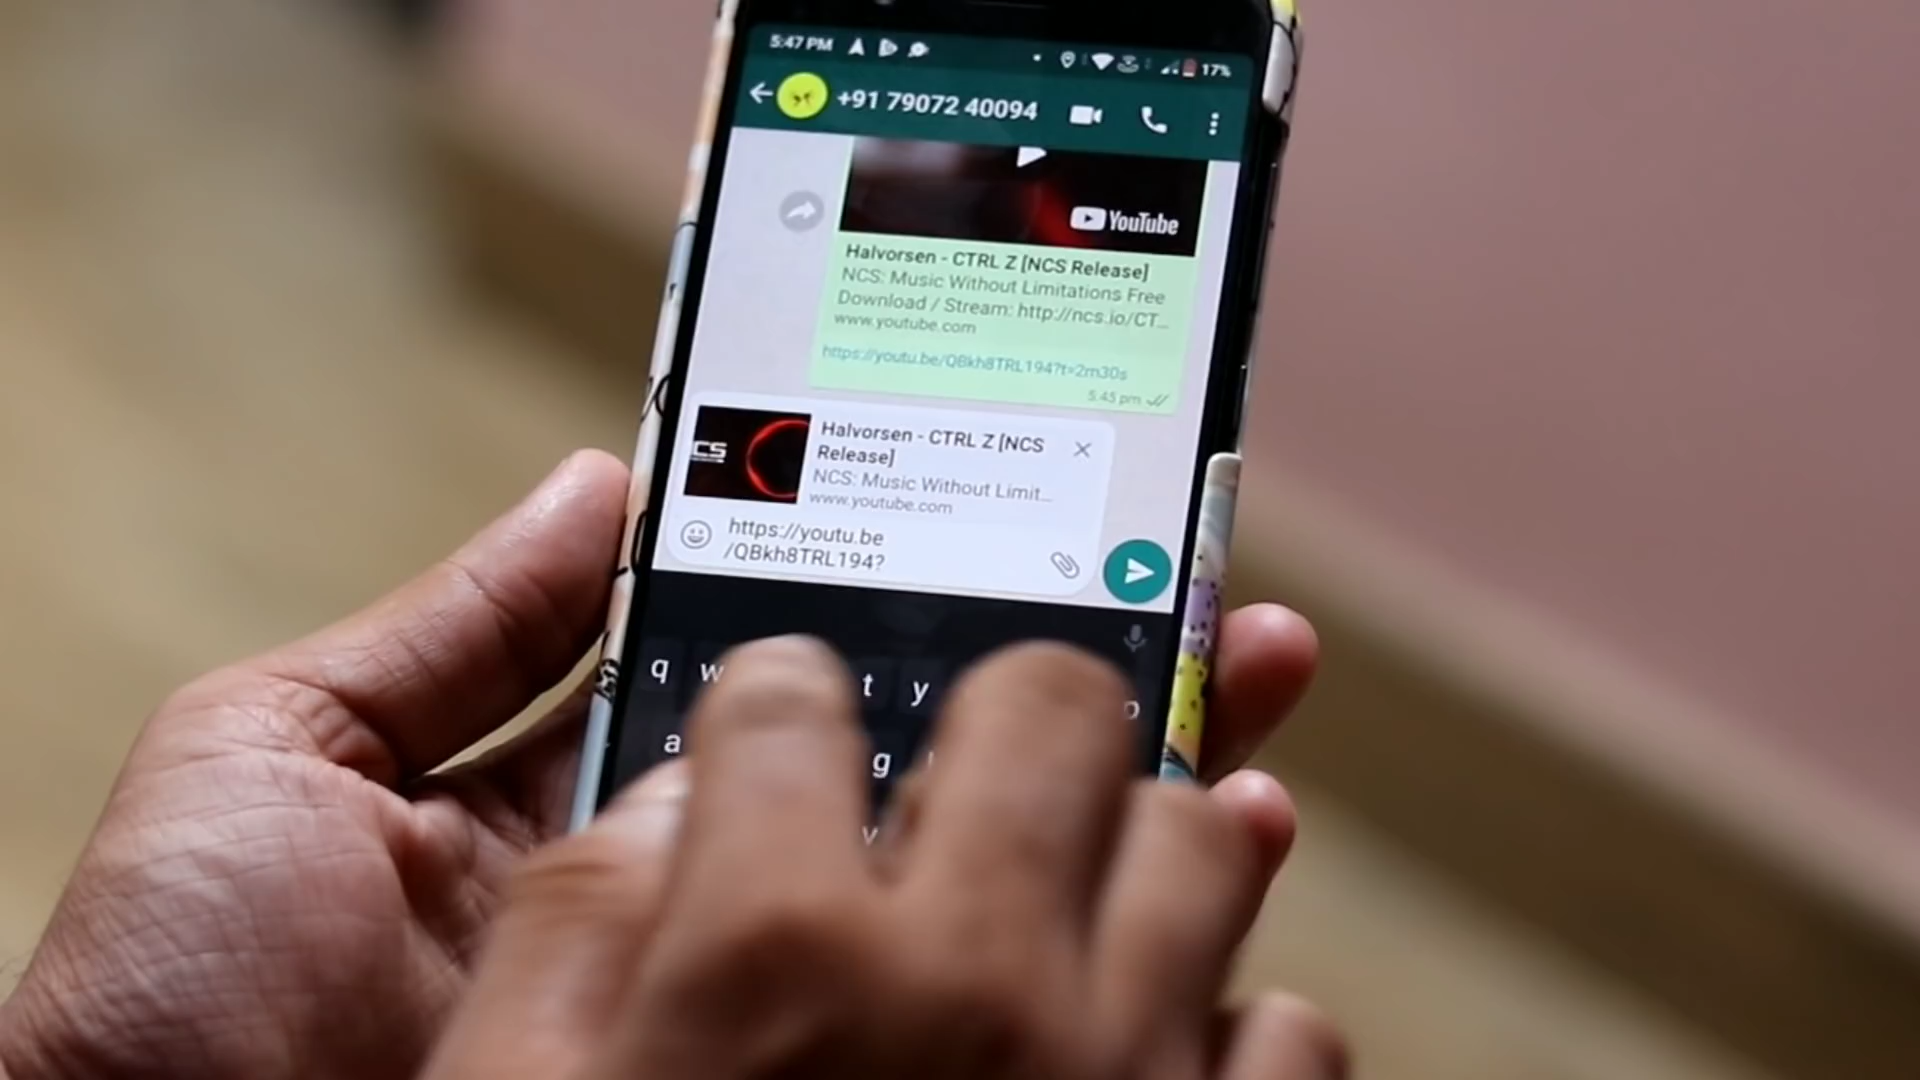 5:47 PM
17%
+91 79072 40094
YouTube
Halvorsen - CTRL Z [NCS Release]
NCS: Music Without Limitations Free
Download / Stream: http://ncs.io/CT...
www.youtube.com
https://youtu.be/QBkh8TRL194?t=2m30s
5:45 pm
CS
Halvorsen - CTRL Z [NCS
Release]
NCS: Music Without Limit...
www.youtube.com
https://youtu.be
/QBkh8TRL194?
q w t y
a g
v